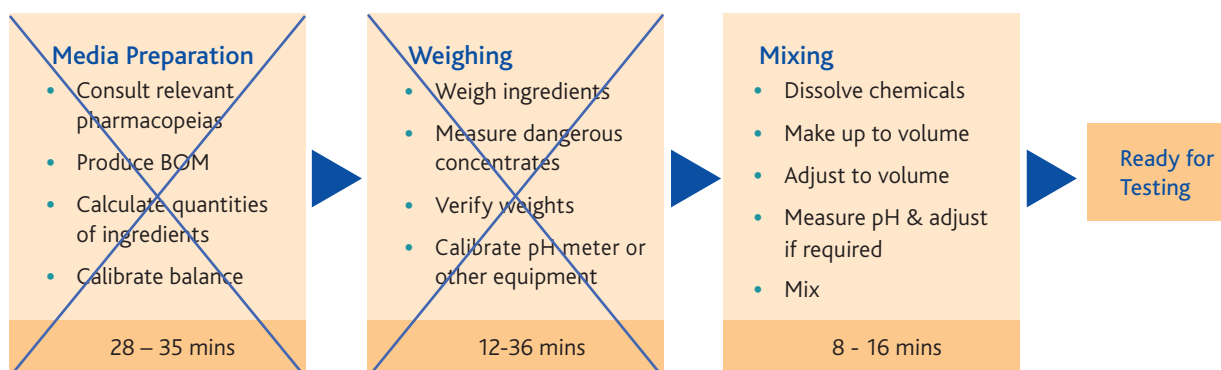 Media Preparation
• Consult relevant
pharmacopeias
• Produce BOM
• Calculate quantities
of ingredients
• Calibrate balance
28 – 35 mins
Weighing
• Weigh ingredients
• Measure dangerous
concentrates
• Verify weights
• Calibrate pH meter or
other equipment
12-36 mins
Mixing
• Dissolve chemicals
• Make up to volume
• Adjust to volume
• Measure pH & adjust
if required
• Mix
8 - 16 mins
Ready for
Testing